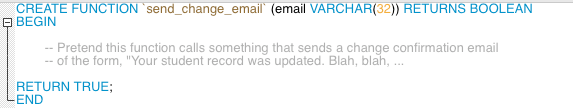 CREATE FUNCTION `send_change_email` (email VARCHAR(32)) RETURNS BOOLEAN
BEGIN
-- Pretend this function calls something that sends a change confirmation email
-- of the form, "Your student record was updated. Blah, blah, ...
RETURN TRUE;
END